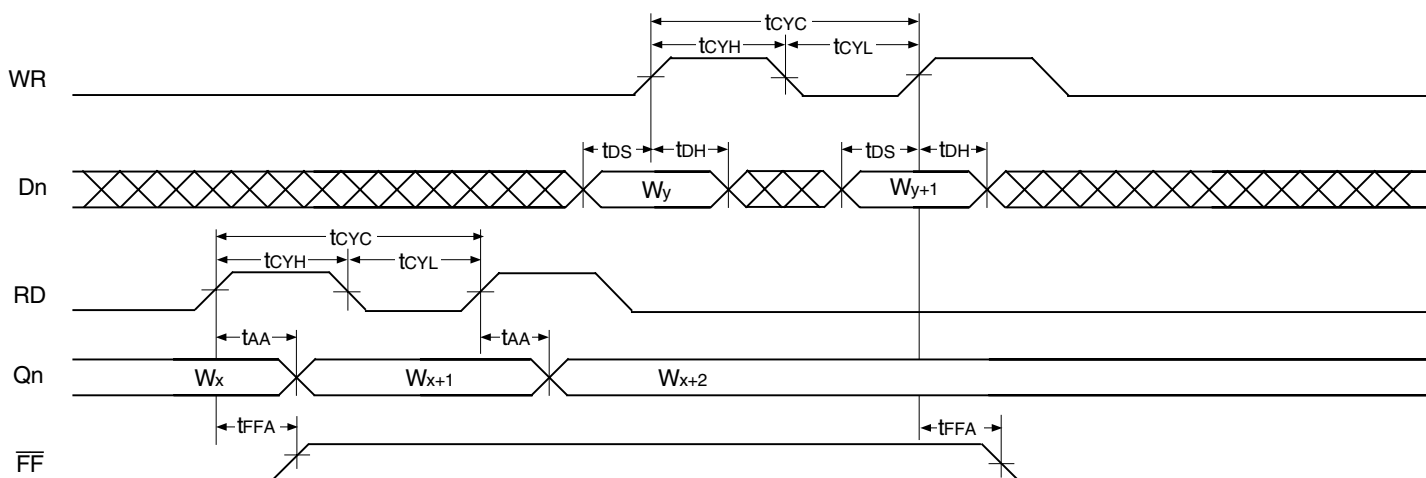 tCYC
tCYH tCYL
WR
tDS tDH tDS tDH
Dn Wy Wy+1
tCYC
tCYH tCYL
RD
tAA tAA
Qn Wx Wx+1 Wx+2
tFFA tFFA
F̅F̅